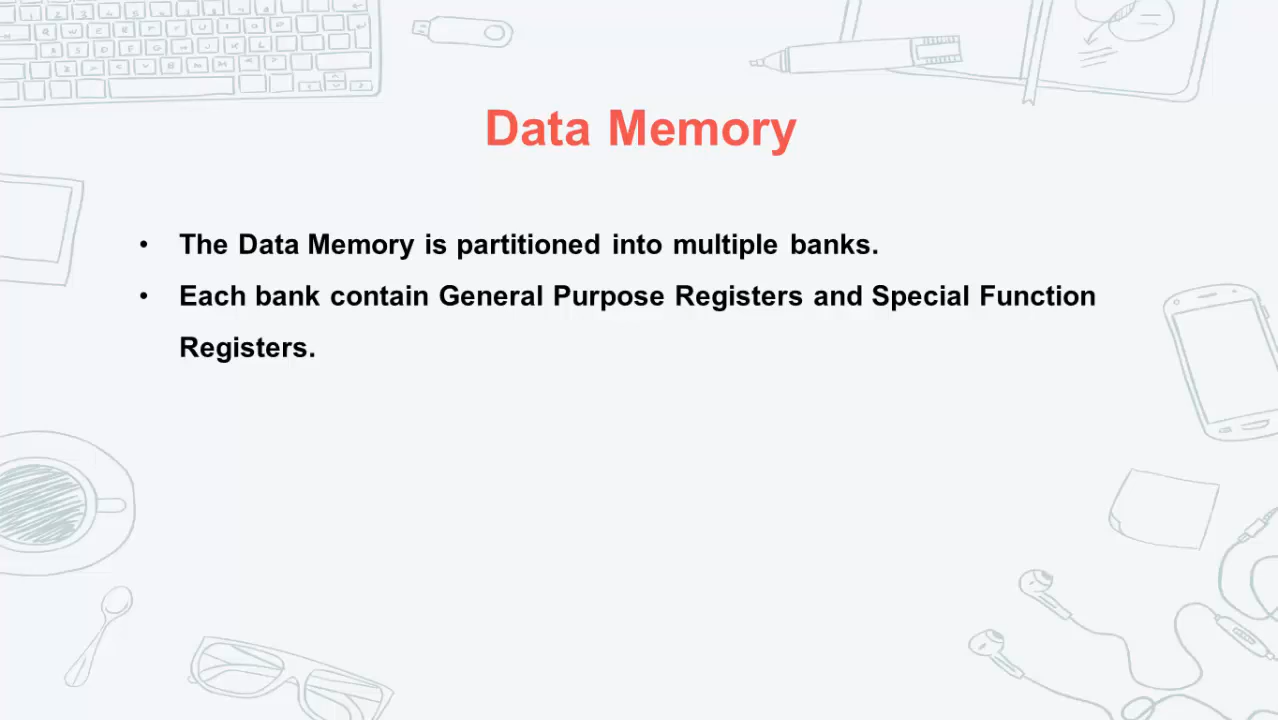 Data Memory
• The Data Memory is partitioned into multiple banks.
• Each bank contain General Purpose Registers and Special Function
Registers.